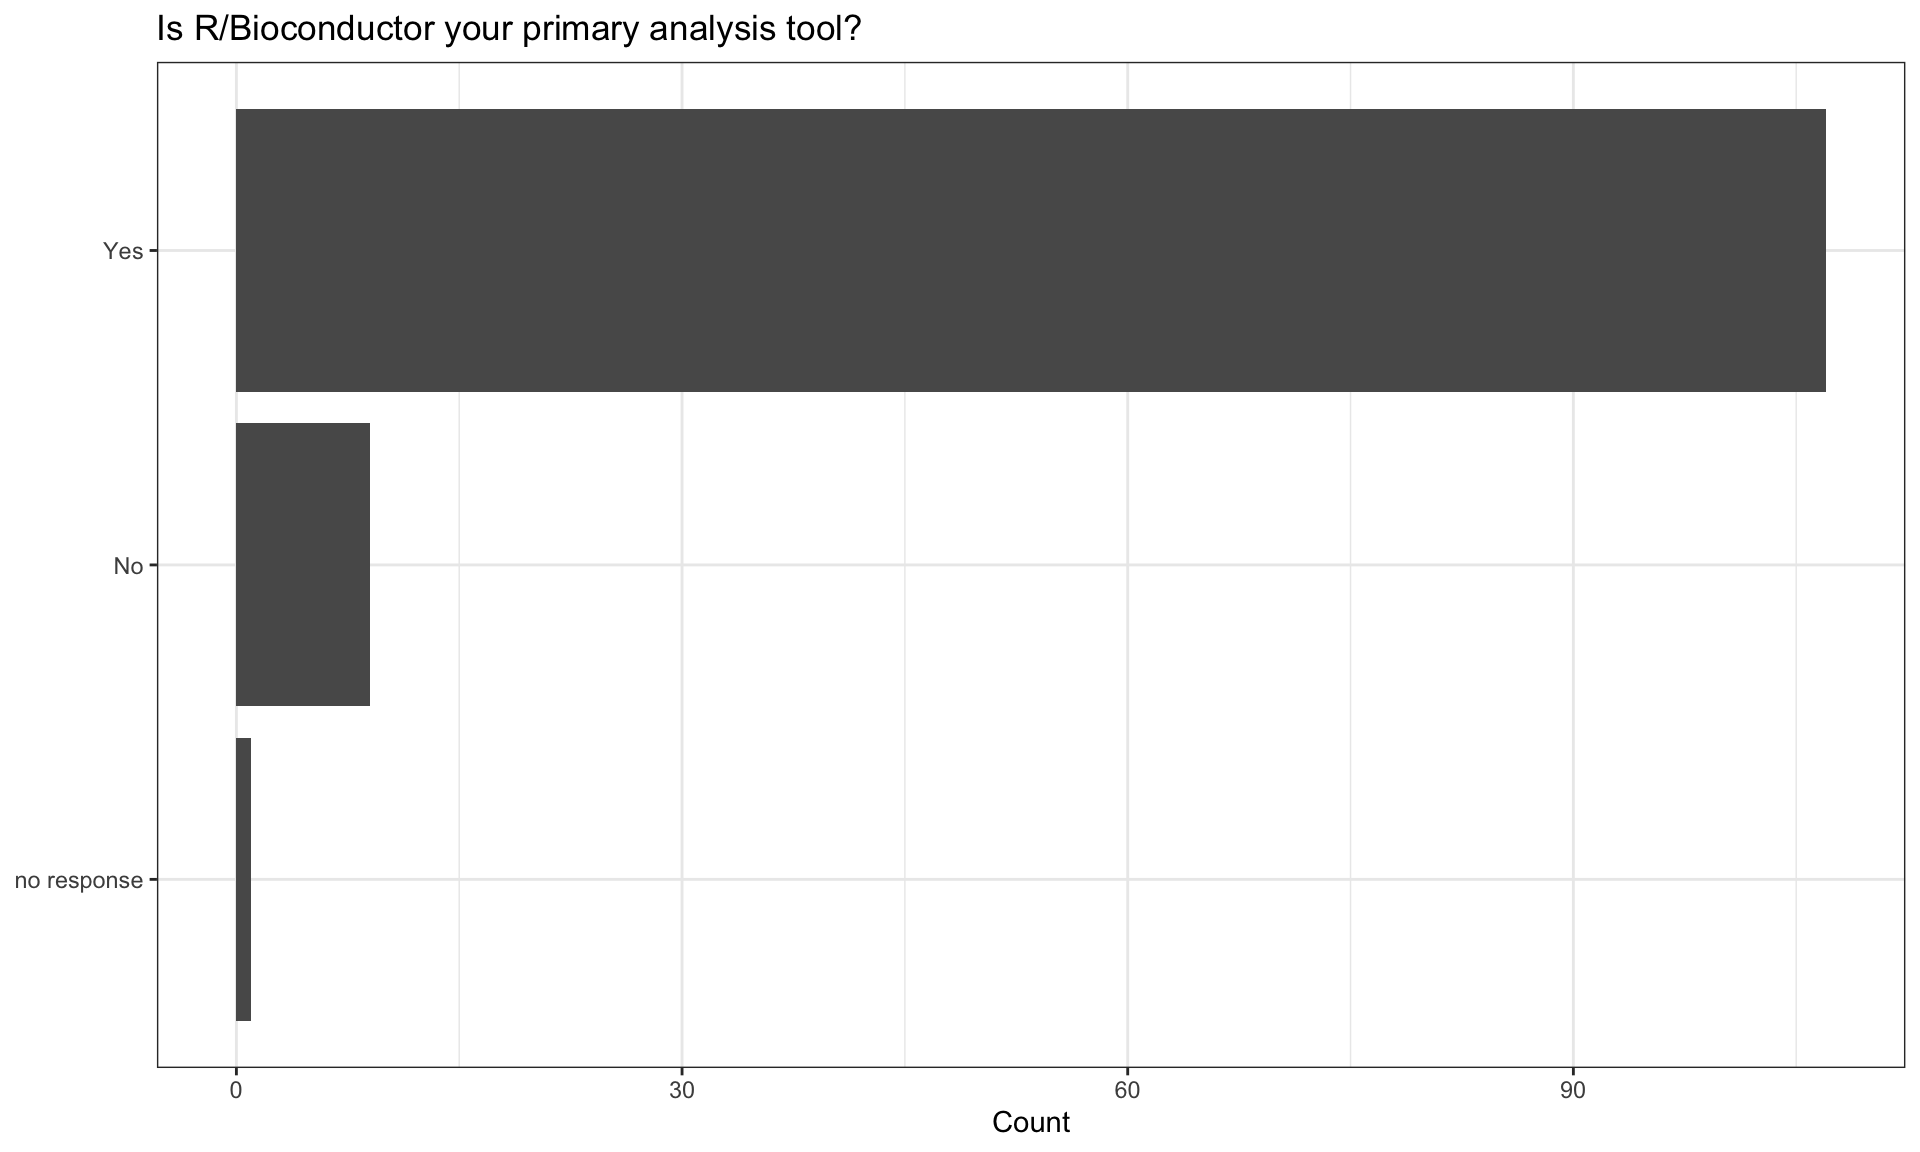 Is R/Bioconductor your primary analysis tool?
Yes
No
no response
0 30 60 90
Count